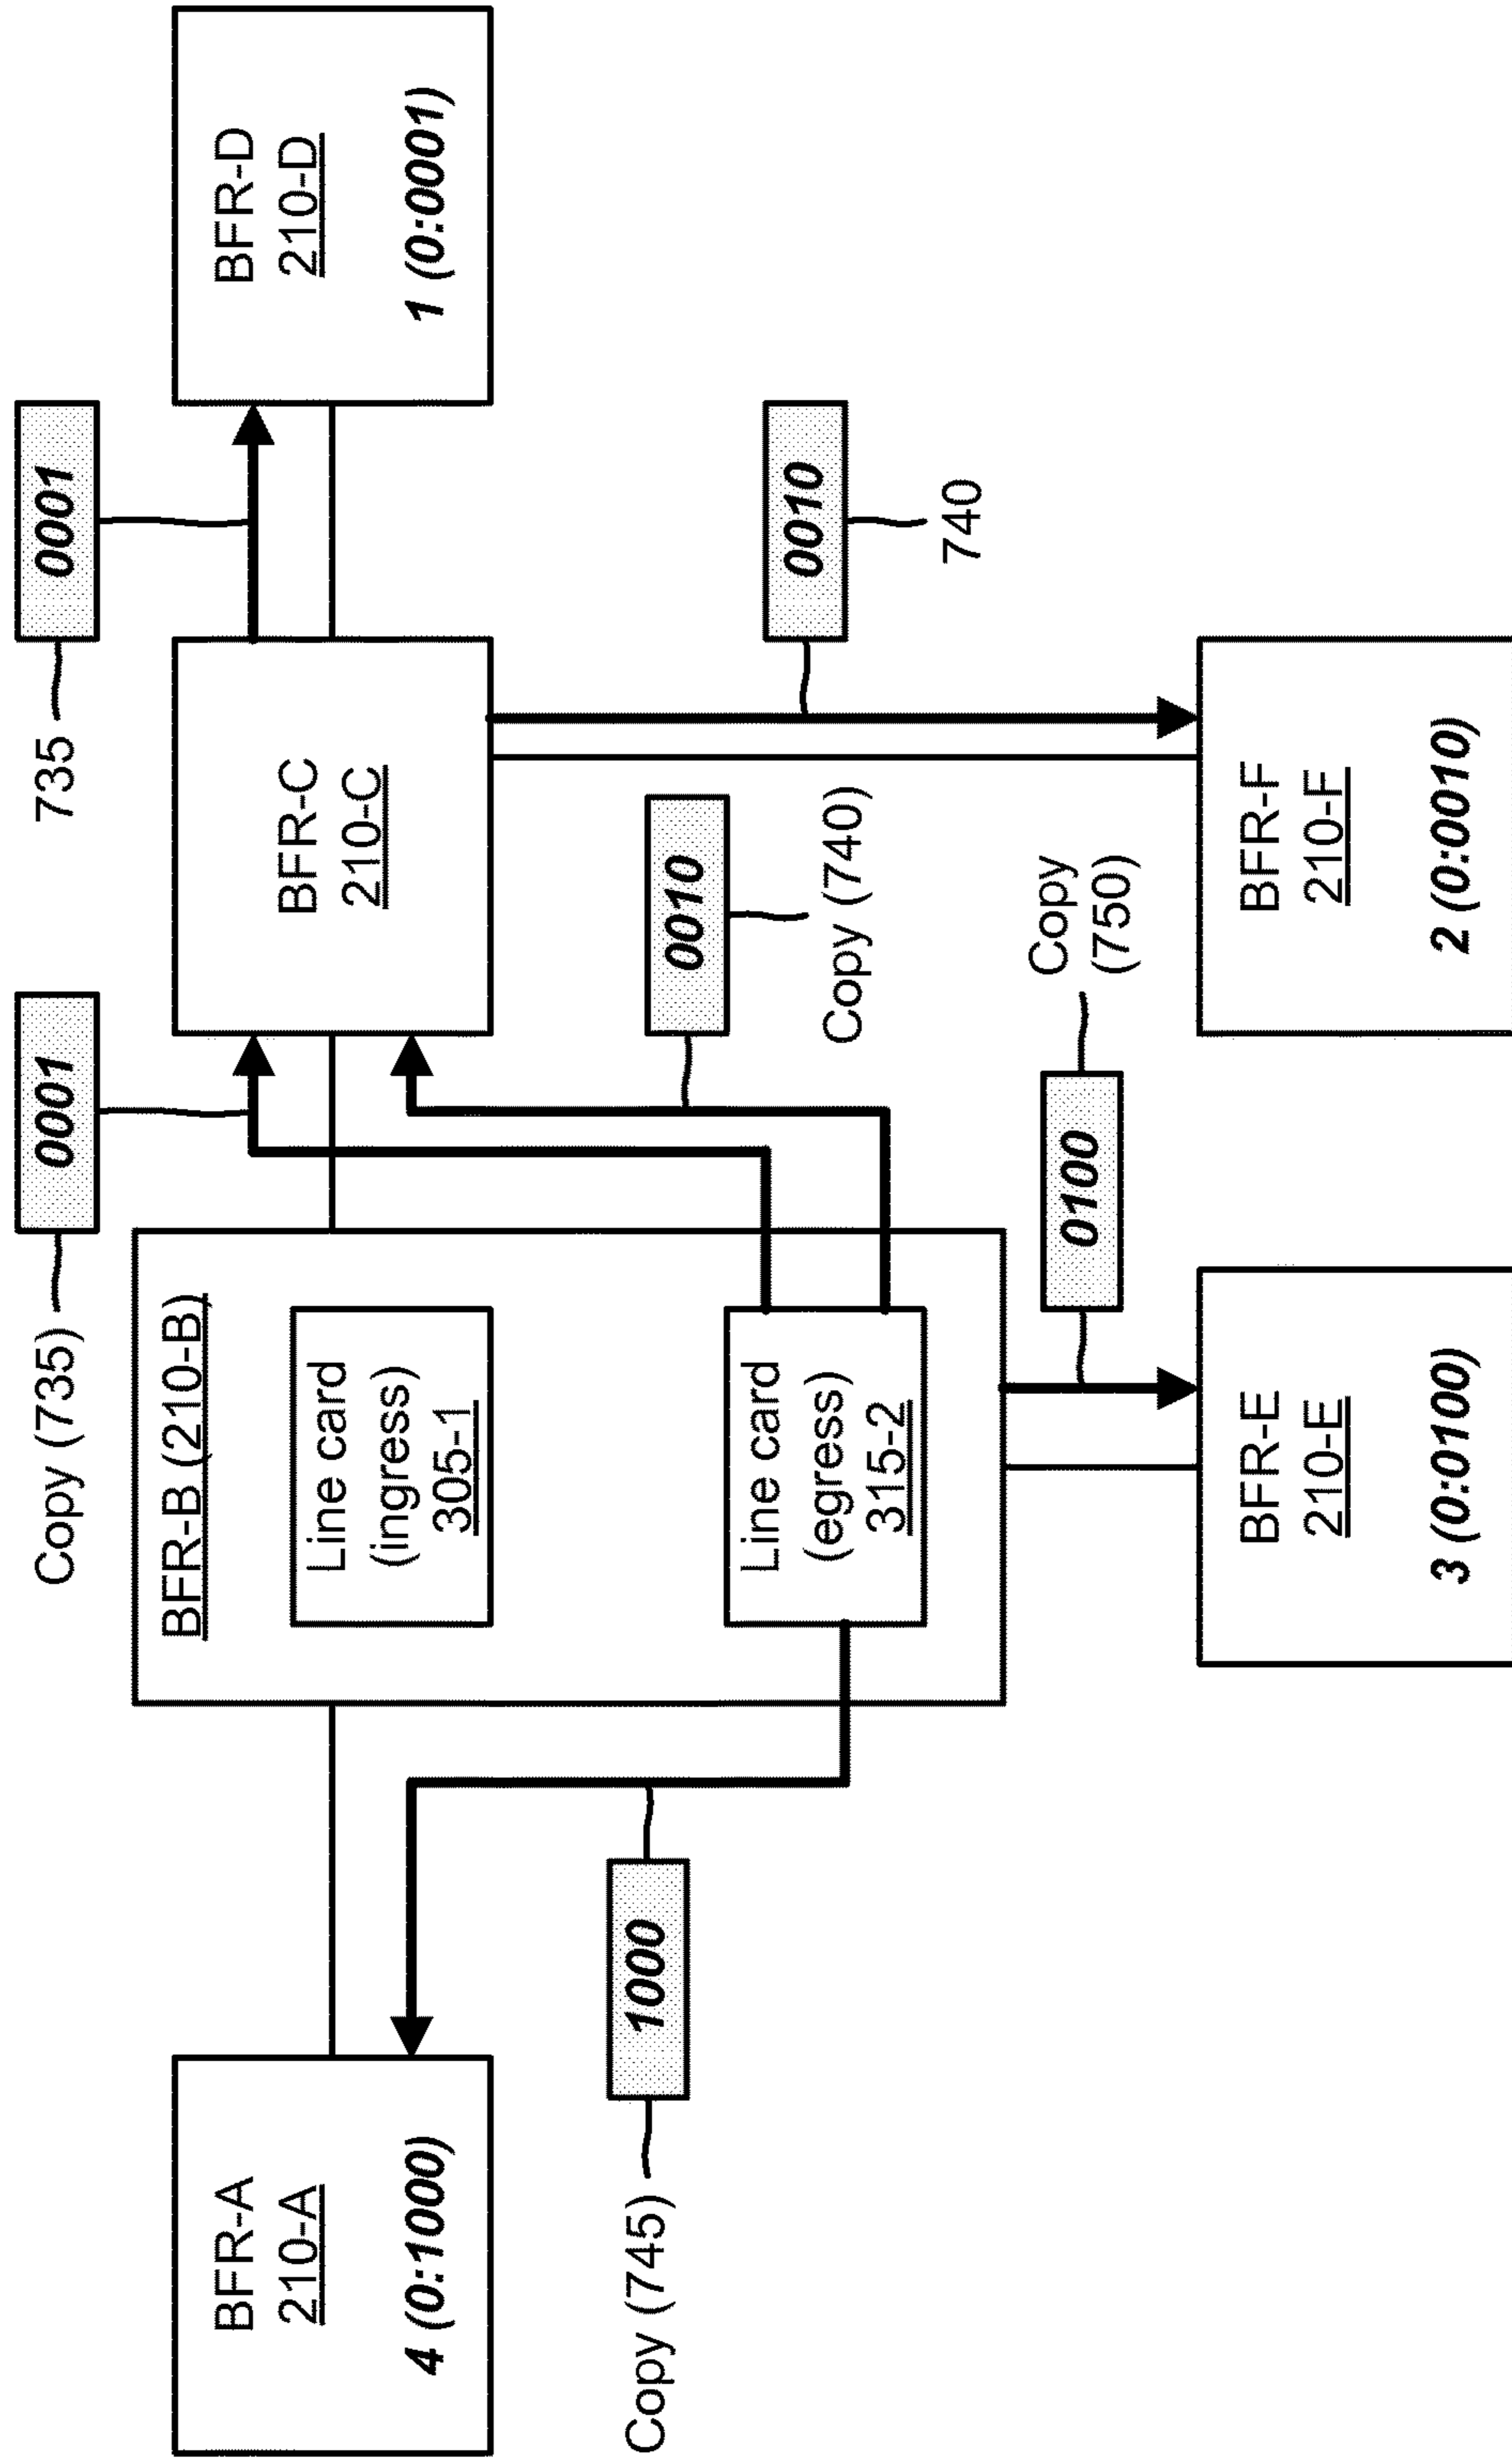 Copy (735)
0001
735
0001
BFR-A
210-A
4 (0:1000)
BFR-B (210-B)
Line card
(ingress)
305-1
BFR-C
210-C
BFR-D
210-D
1 (0:0001)
Copy (745)
1000
Line card
(egress)
315-2
0010
Copy (740)
0010
740
0100
Copy
(750)
BFR-E
210-E
3 (0:0100)
BFR-F
210-F
2 (0:0010)